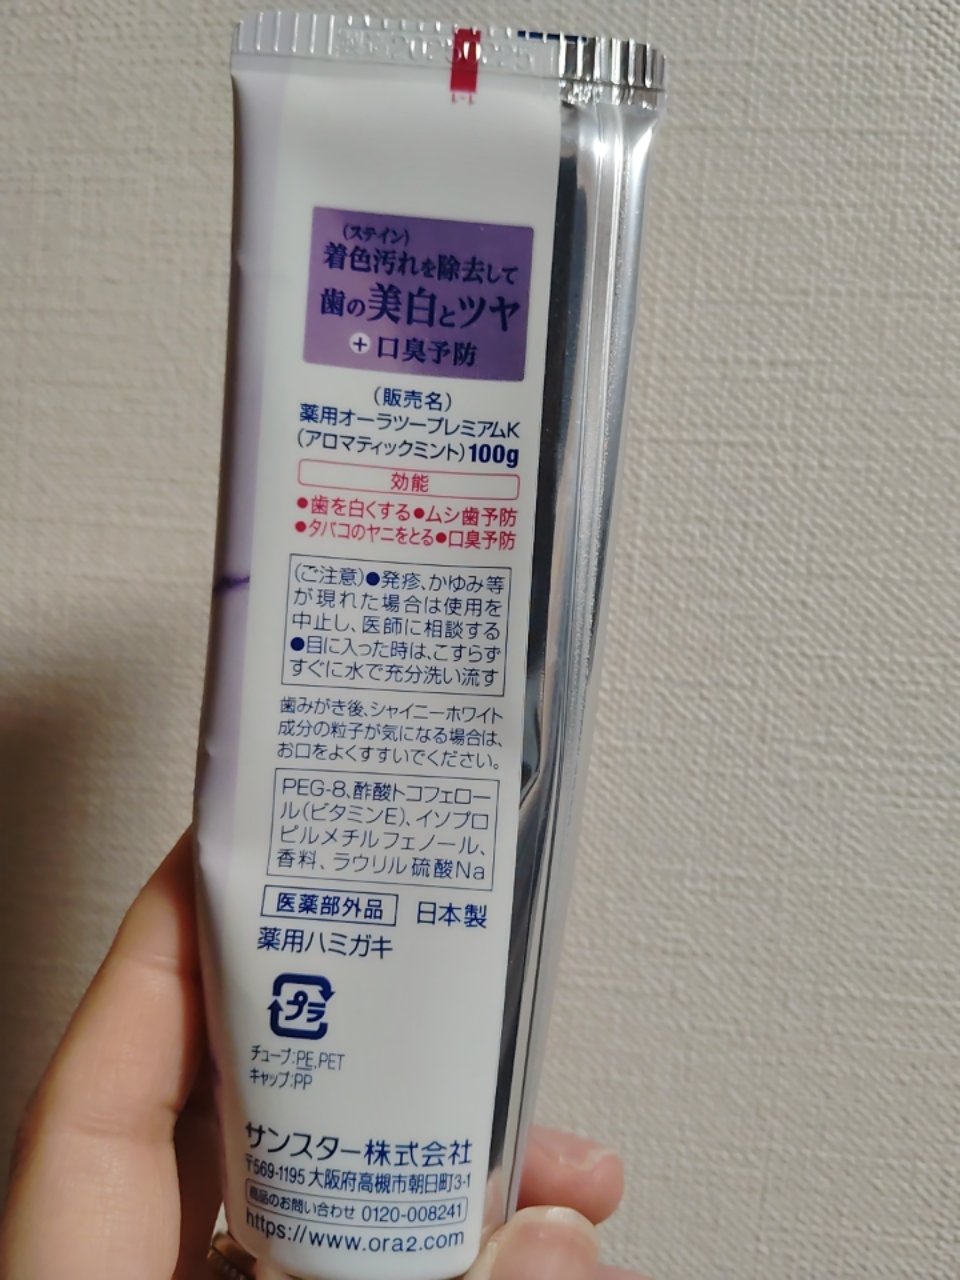 (ステイン)
着色汚れを除去して
歯の美白とツヤ
+口臭予防
(販売名)
薬用オーラツープレミアムK
(アロマティックミント)100g
効能
●歯を白くする●ムシ歯予防
●タバコのヤニをとる●口臭予防
(ご注意)●発疹、かゆみ等
が現れた場合は使用を
中止し、医師に相談する
●目に入った時は、こすらず
すぐに水で充分洗い流す
歯みがき後、シャイニーホワイト
成分の粒子が気になる場合は、
お口をよくすすいでください。
PEG-8、酢酸トコフェロー
ル(ビタミンE)、イソプロ
ピルメチルフェノール、
香料、ラウリル硫酸Na
医薬部外品 日本製
薬用ハミガキ
プラ
チューブ:PE,PET
キャップ:PP
サンスター株式会社
〒569-1195 大阪府高槻市朝日町3-1
商品のお問い合わせ 0120-008241
https://www.ora2.com